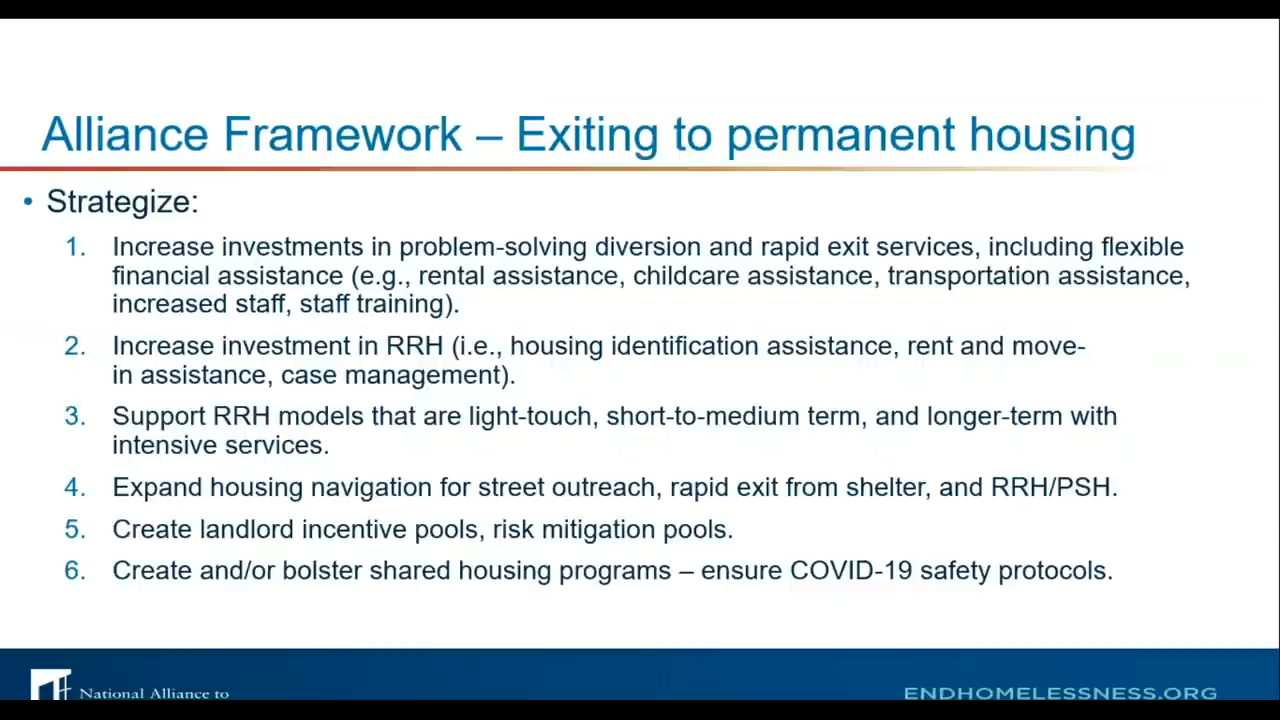 Alliance Framework – Exiting to permanent housing
• Strategize:
1. Increase investments in problem-solving diversion and rapid exit services, including flexible
financial assistance (e.g., rental assistance, childcare assistance, transportation assistance,
increased staff, staff training).
2. Increase investment in RRH (i.e., housing identification assistance, rent and move-
in assistance, case management).
3. Support RRH models that are light-touch, short-to-medium term, and longer-term with
intensive services.
4. Expand housing navigation for street outreach, rapid exit from shelter, and RRH/PSH.
5. Create landlord incentive pools, risk mitigation pools.
6. Create and/or bolster shared housing programs – ensure COVID-19 safety protocols.
National Alliance to
ENDHOMELESSNESS.ORG